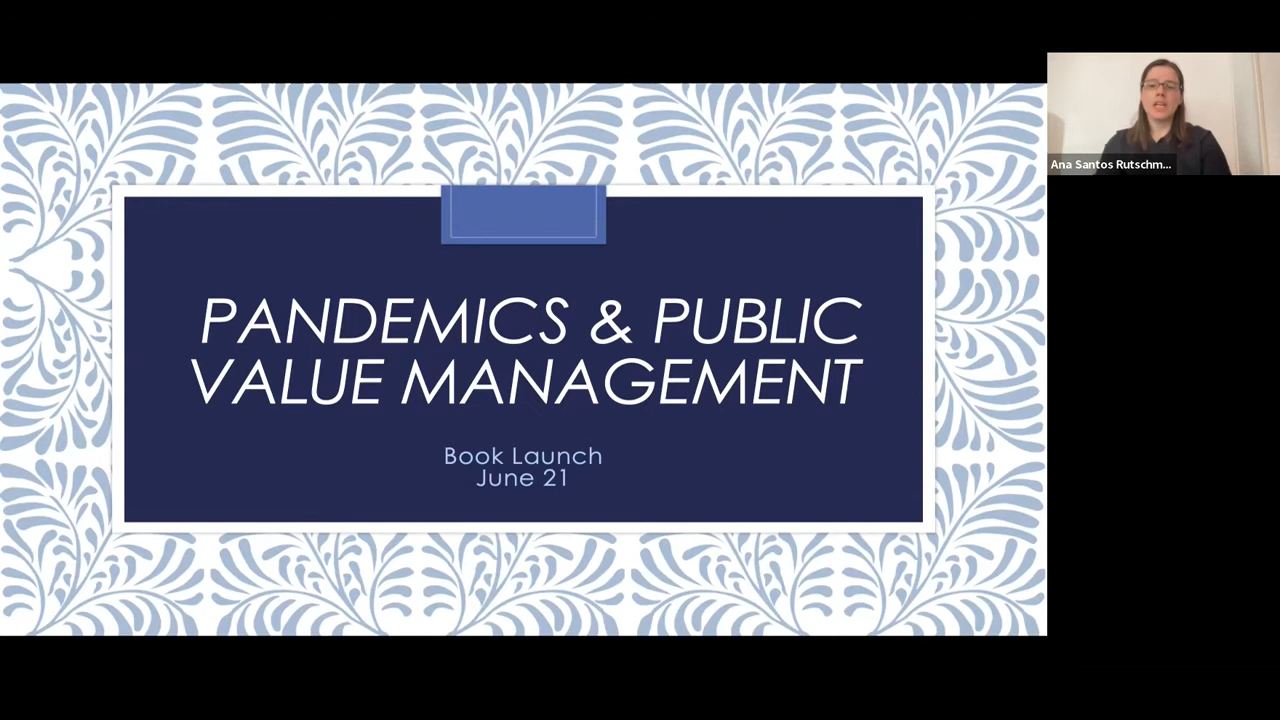 PANDEMICS & PUBLIC
VALUE MANAGEMENT
Book Launch
June 21
Ana Santos Rutschm...